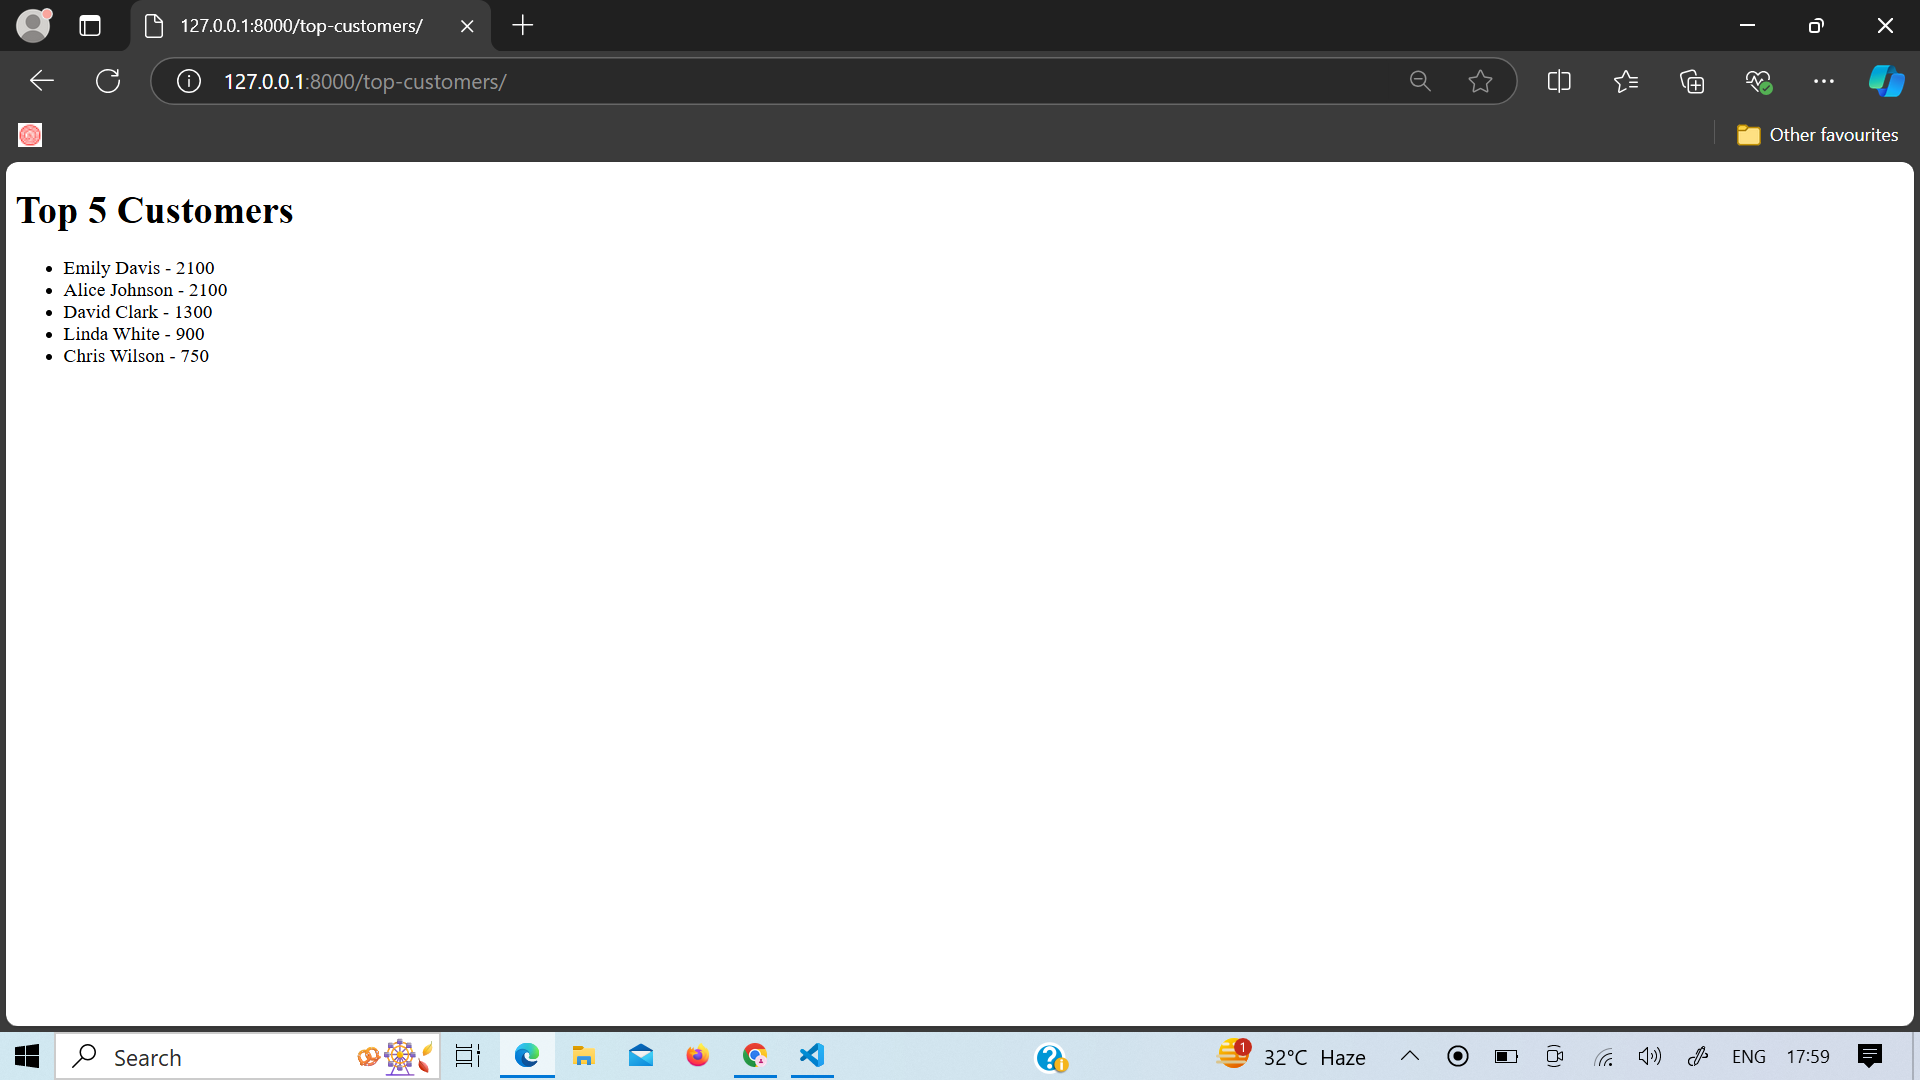 127.0.0.1:8000/top-customers/
127.0.0.1:8000/top-customers/
Other favourites
Top 5 Customers
Emily Davis - 2100
Alice Johnson - 2100
David Clark - 1300
Linda White - 900
Chris Wilson - 750
Search
1
32°C Haze
ENG
17:59